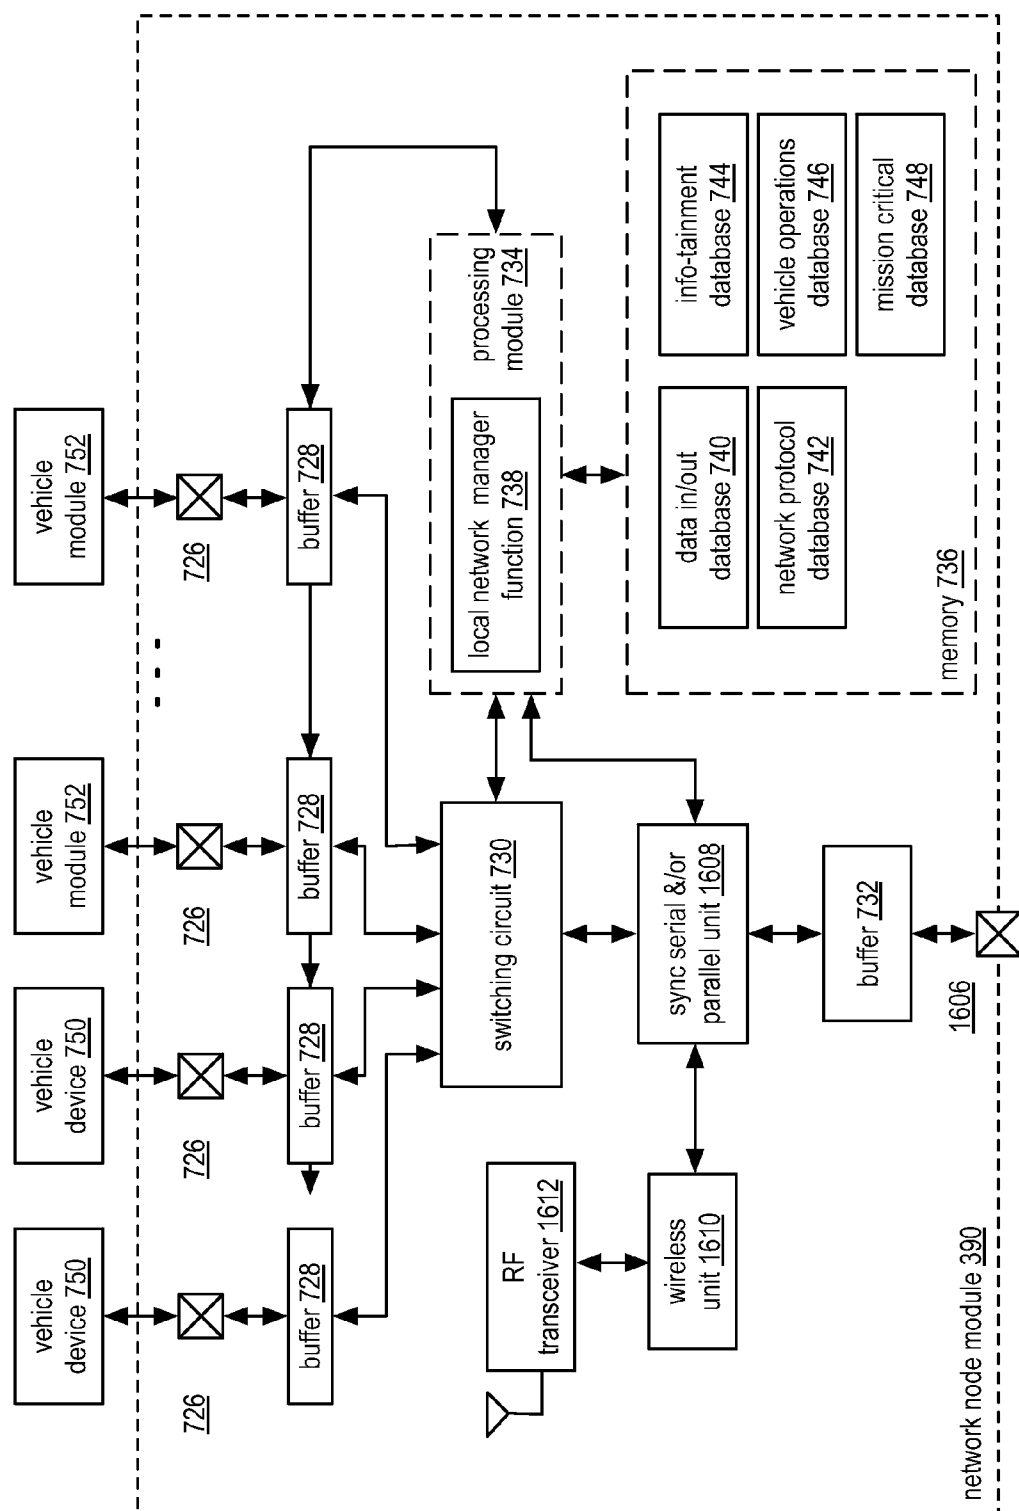 vehicle
device 750
vehicle
device 750
vehicle
module 752
...
vehicle
module 752
726
726
726
726
buffer 728
buffer 728
buffer 728
buffer 728
RF
transceiver 1612
switching circuit 730
local network manager
function 738
processing
module 734
wireless
unit 1610
sync serial &/or
parallel unit 1608
data in/out
database 740
info-tainment
database 744
network protocol
database 742
vehicle operations
database 746
mission critical
database 748
buffer 732
memory 736
1606
network node module 390